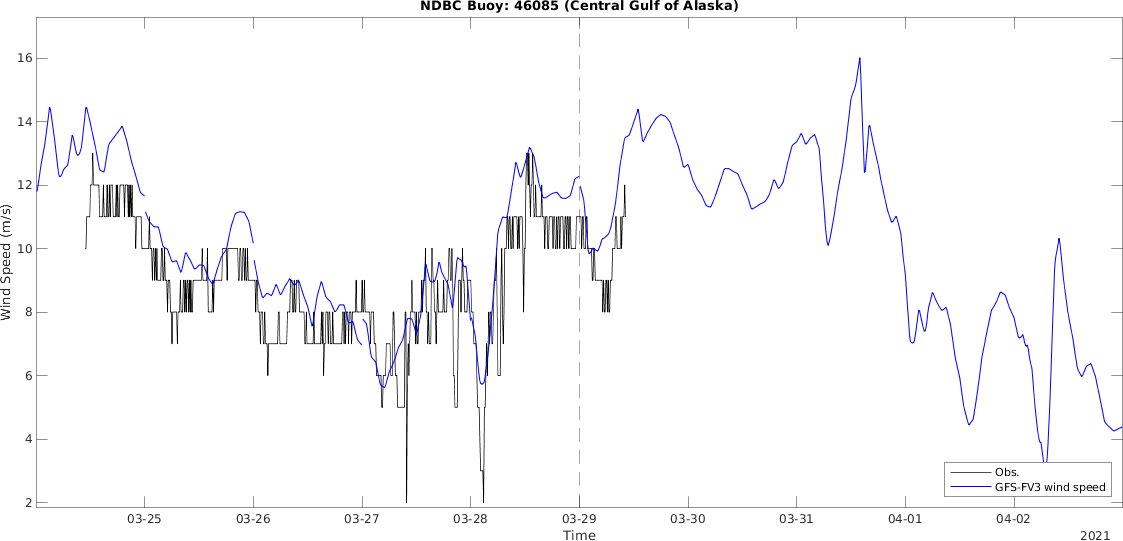 NDBC Buoy: 46085 (Central Gulf of Alaska)
Wind Speed (m/s)
16
14
12
10
8
6
4
2
Obs.
GFS-FV3 wind speed
03-25 03-26 03-27 03-28 03-29 03-30 03-31 04-01 04-02
Time
2021